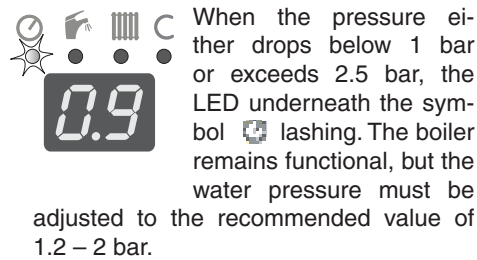 C
0.9
When the pressure ei-
ther drops below 1 bar
or exceeds 2.5 bar, the
LED underneath the sym-
bol lashing. The boiler
remains functional, but the
water pressure must be
adjusted to the recommended value of
1.2 – 2 bar.